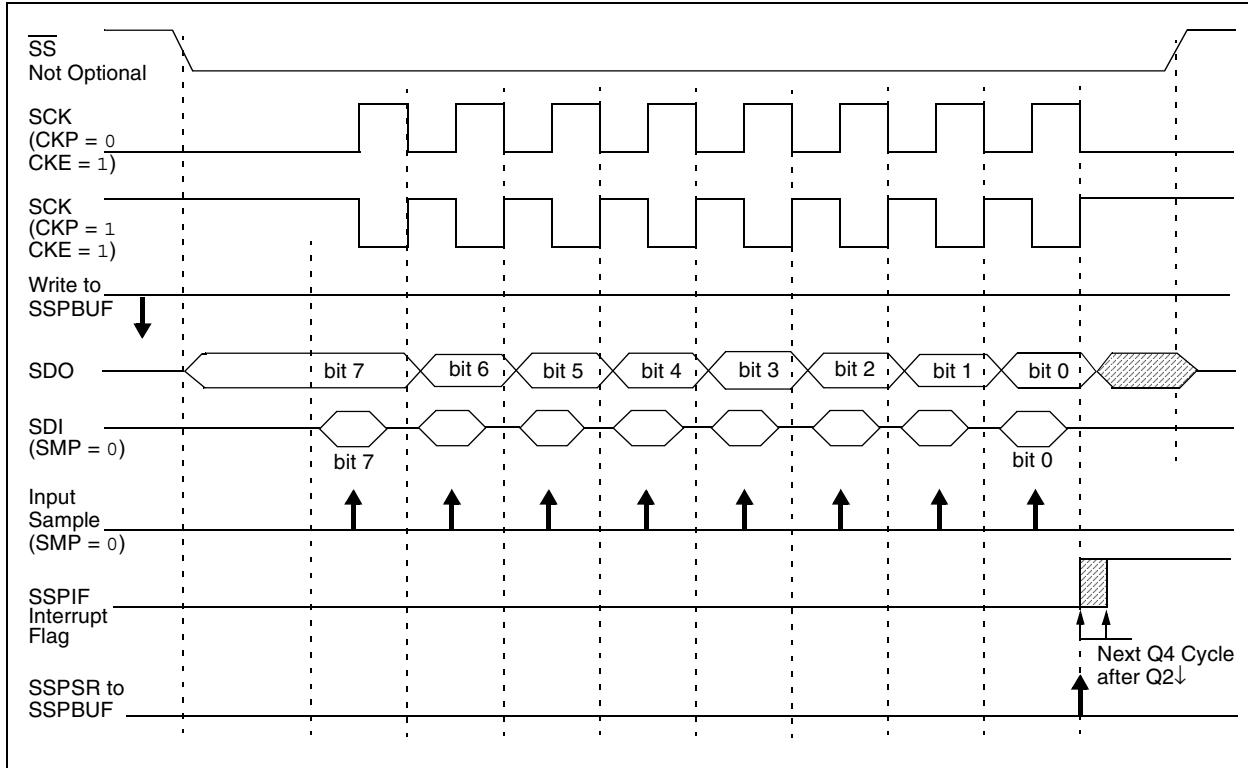 SS
Not Optional
SCK
(CKP = 0
CKE = 1)
SCK
(CKP = 1
CKE = 1)
Write to
SSPBUF
SDO
bit 7
bit 6
bit 5
bit 4
bit 3
bit 2
bit 1
bit 0
SDI
(SMP = 0)
bit 7
bit 0
Input
Sample
(SMP = 0)
SSPIF
Interrupt
Flag
Next Q4 Cycle
after Q2↓
SSPSR to
SSPBUF